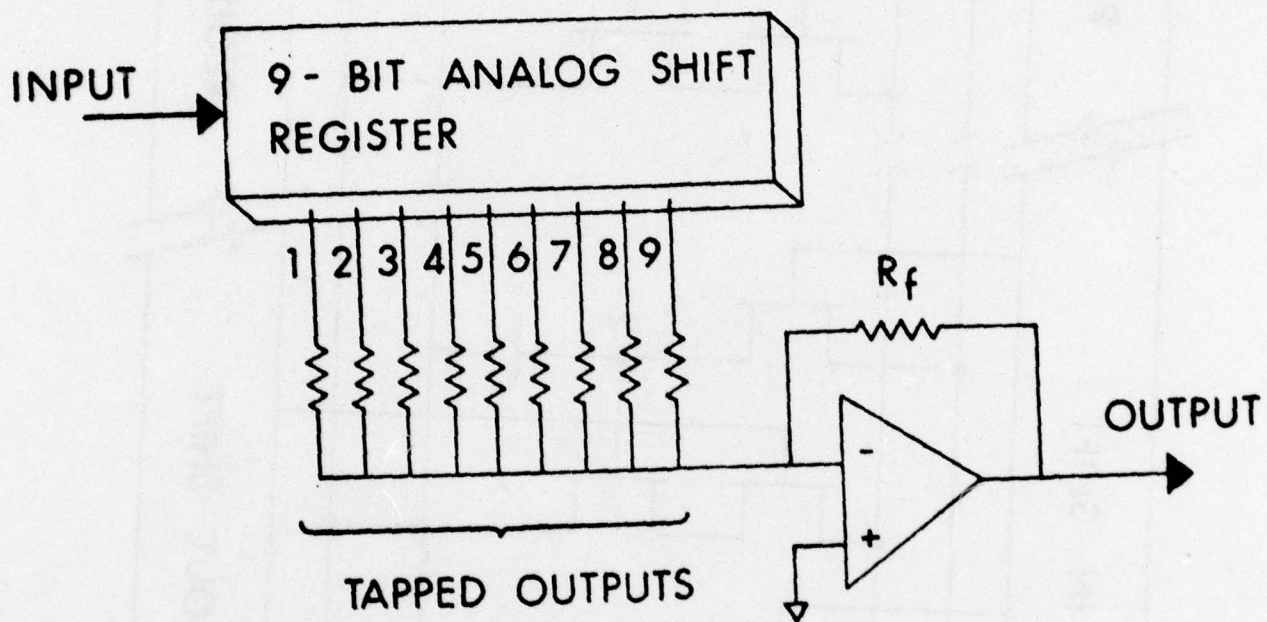 INPUT
9 - BIT ANALOG SHIFT
REGISTER
1 2 3 4 5 6 7 8 9
Rf
OUTPUT
-
+
TAPPED OUTPUTS